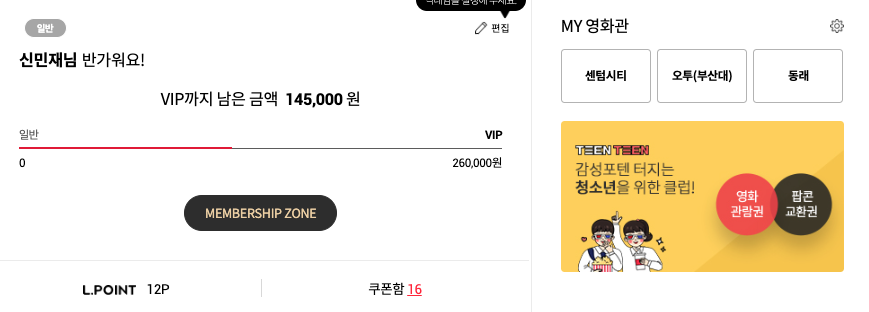 일반
편집
신민재님 반가워요!
VIP까지 남은 금액 145,000 원
일반
VIP
0
260,000원
MEMBERSHIP ZONE
L.POINT 12P
쿠폰함 16
MY 영화관
센텀시티
오투(부산대)
동래
TEEN TEEN
감성포텐 터지는
청소년을 위한 클럽!
영화
관람권
팝콘
교환권